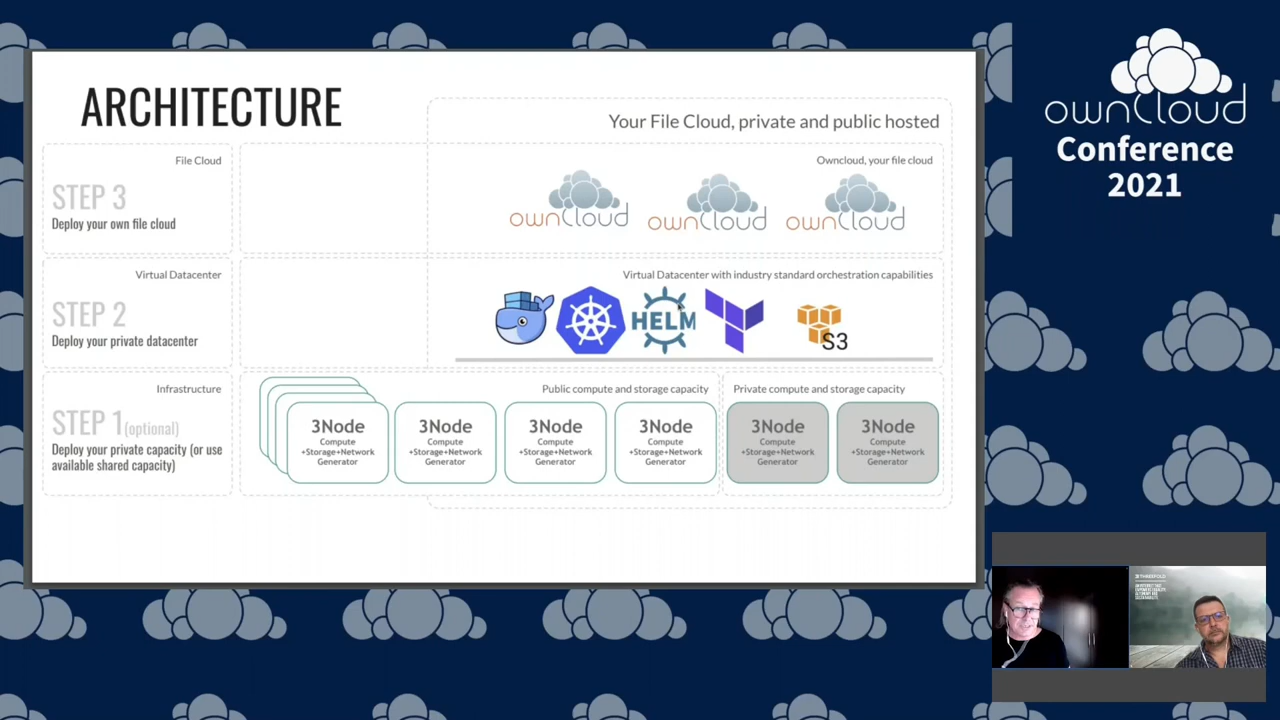 ARCHITECTURE
Your File Cloud, private and public hosted
File Cloud
STEP 3
Deploy your own file cloud
Owncloud, your file cloud
ownCloud
ownCloud
ownCloud
Virtual Datacenter
STEP 2
Deploy your private datacenter
Virtual Datacenter with industry standard orchestration capabilities
HELM
S3
Infrastructure
STEP 1(optional)
Deploy your private capacity (or use
available shared capacity)
Public compute and storage capacity
3Node
Compute
+Storage+Network
Generator
3Node
Compute
+Storage+Network
Generator
3Node
Compute
+Storage+Network
Generator
3Node
Compute
+Storage+Network
Generator
Private compute and storage capacity
3Node
Compute
+Storage+Network
Generator
3Node
Compute
+Storage+Network
Generator
ownCloud
Conference
2021
THREEFOLD